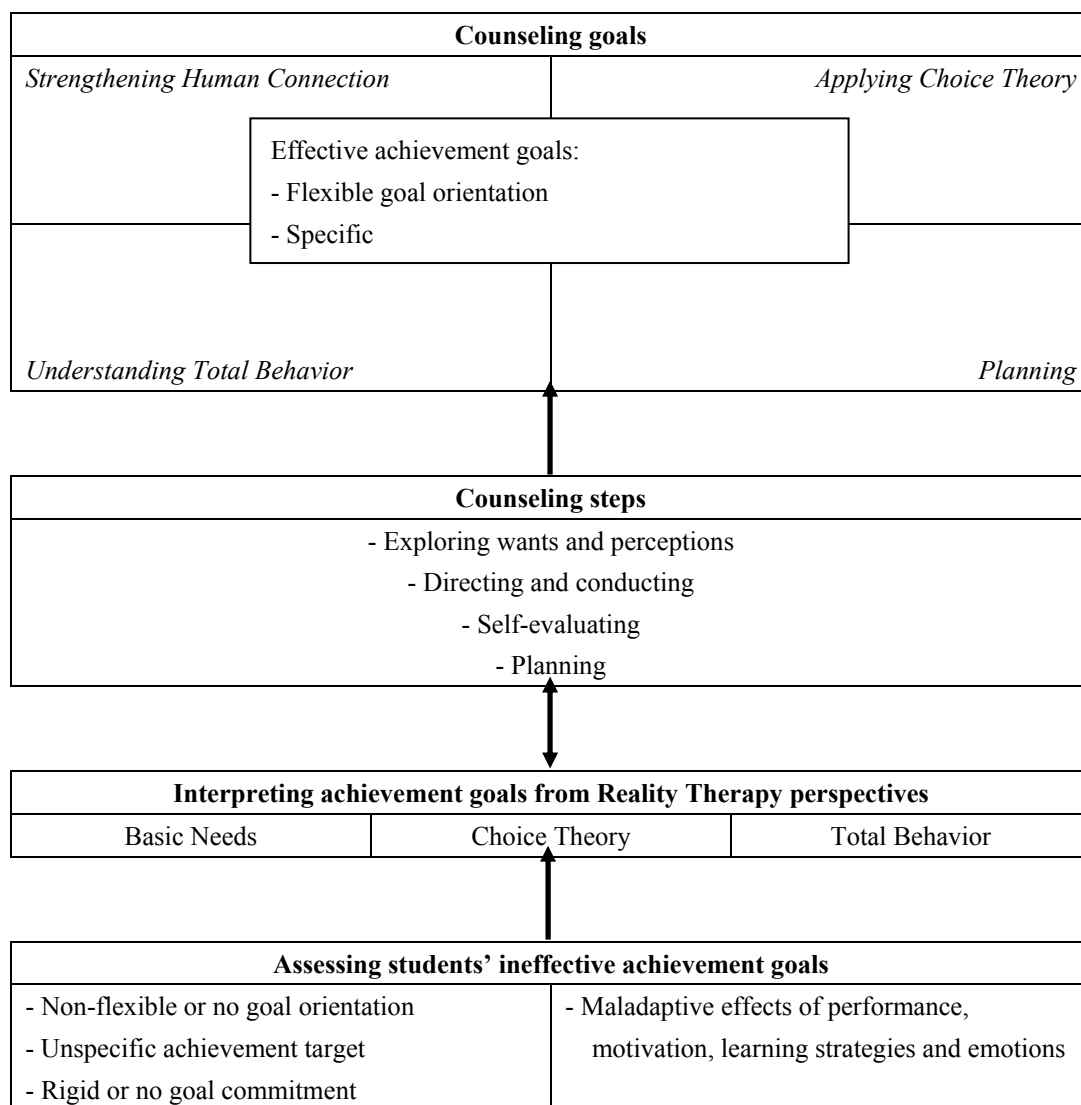 Counseling goals
Strengthening Human Connection
Applying Choice Theory
Effective achievement goals:
- Flexible goal orientation
- Specific
Understanding Total Behavior
Planning
Counseling steps
- Exploring wants and perceptions
- Directing and conducting
- Self-evaluating
- Planning
Interpreting achievement goals from Reality Therapy perspectives
Basic Needs
Choice Theory
Total Behavior
Assessing students’ ineffective achievement goals
- Non-flexible or no goal orientation
- Unspecific achievement target
- Rigid or no goal commitment
- Maladaptive effects of performance,
motivation, learning strategies and emotions